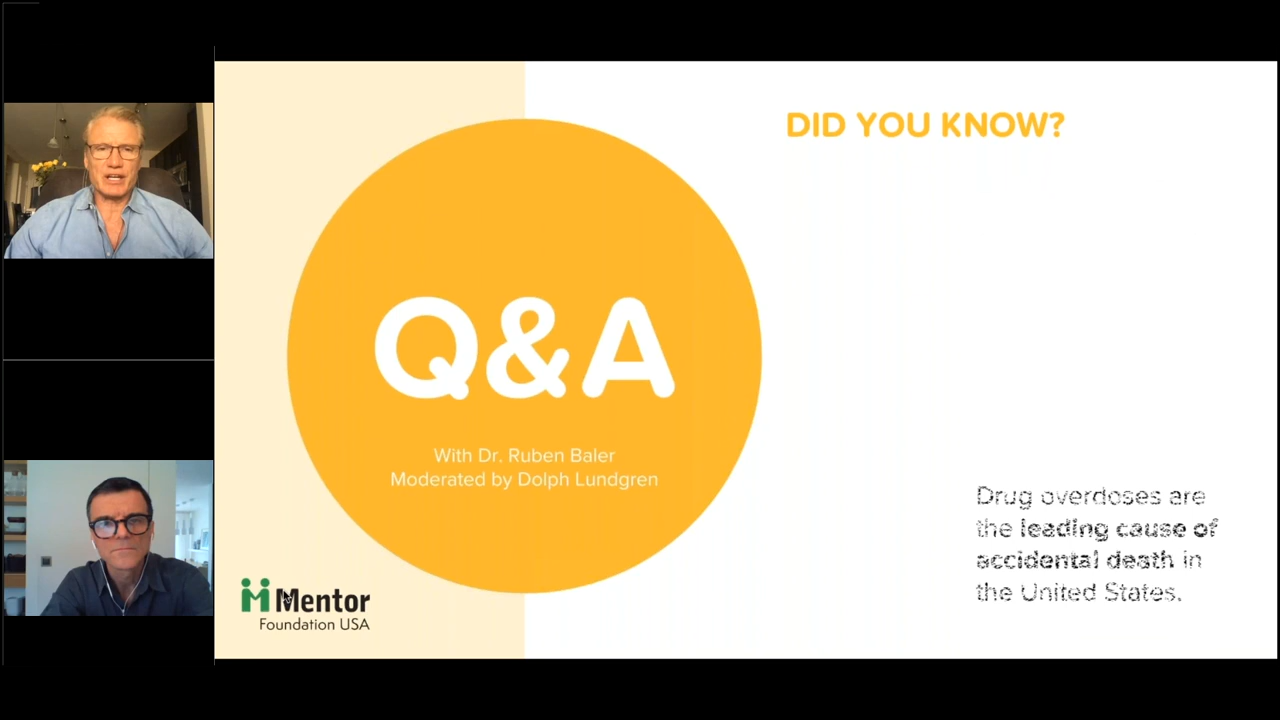 DID YOU KNOW?
Q&A
With Dr. Ruben Baler
Moderated by Dolph Lundgren
Drug overdoses are
the leading cause of
accidental death in
the United States.
Mentor
Foundation USA